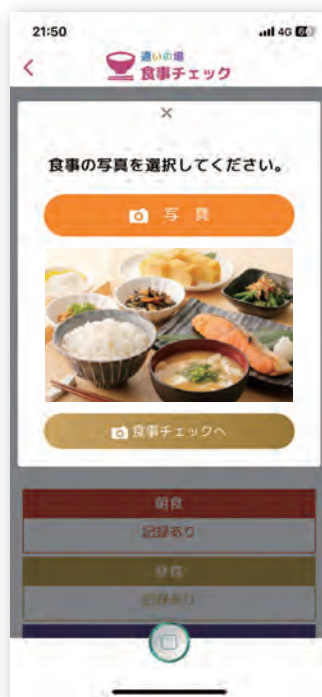 21:50
4G 60
通いの場
食事チェック
×
食事の写真を選択してください。
写 真
食事チェックへ
朝食
記録あり
昼食
記録あり